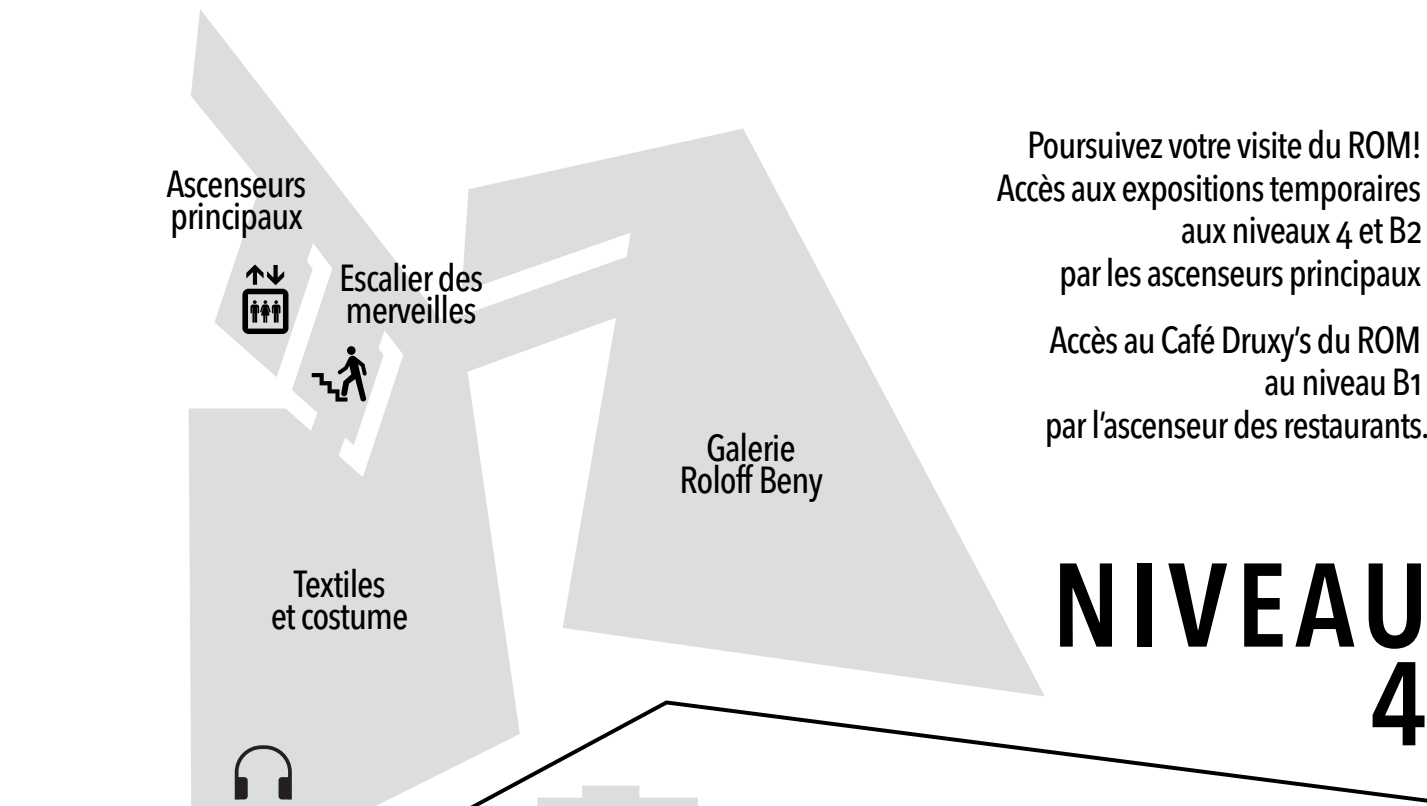 Poursuivez votre visite du ROM!
Accès aux expositions temporaires
aux niveaux 4 et B2
par les ascenseurs principaux
Accès au Café Druxy's du ROM
au niveau B1
par l'ascenseur des restaurants.
Ascenseurs
principaux
Escalier des
merveilles
Galerie
Roloff Beny
Textiles
et costume
NIVEAU
4